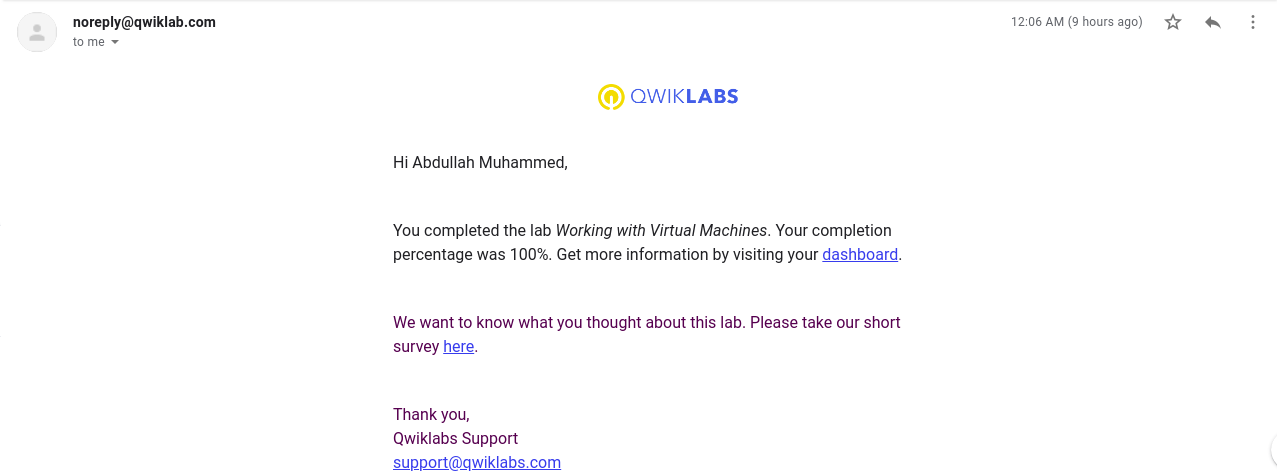 noreply@qwiklab.com
12:06 AM (9 hours ago)
to me
QWIKLABS
Hi Abdullah Muhammed,
You completed the lab Working with Virtual Machines. Your completion
percentage was 100%. Get more information by visiting your dashboard.
We want to know what you thought about this lab. Please take our short
survey here.
Thank you,
Qwiklabs Support
support@qwiklabs.com